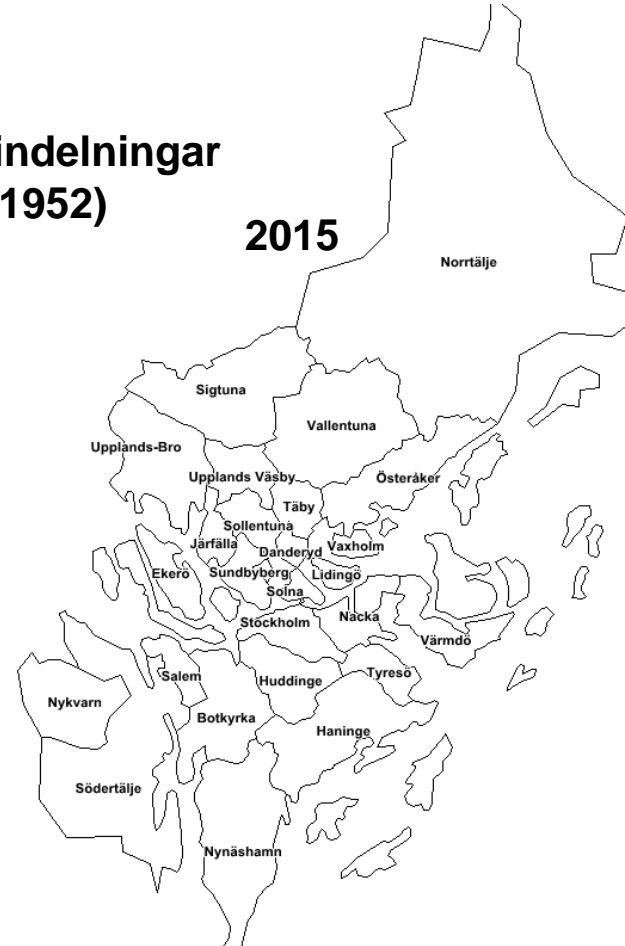 indelningar
1952)
2015
Norrtälje
Sigtuna
Vallentuna
Upplands-Bro
Upplands Väsby
Österåker
Täby
Sollentuna
Järfälla
Danderyd
Vaxholm
Ekerö
Sundbyberg
Lidingö
Solna
Stockholm
Nacka
Värmdö
Salem
Huddinge
Tyresö
Nykvarn
Botkyrka
Haninge
Södertälje
Nynäshamn